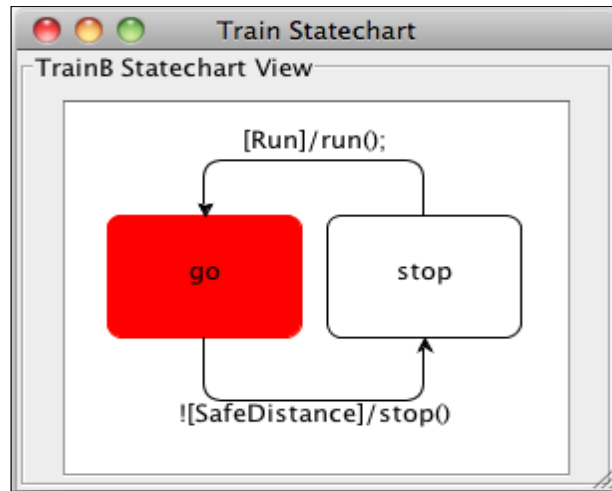 Train Statechart
TrainB Statechart View
[Run]/run();
go
stop
![SafeDistance]/stop()